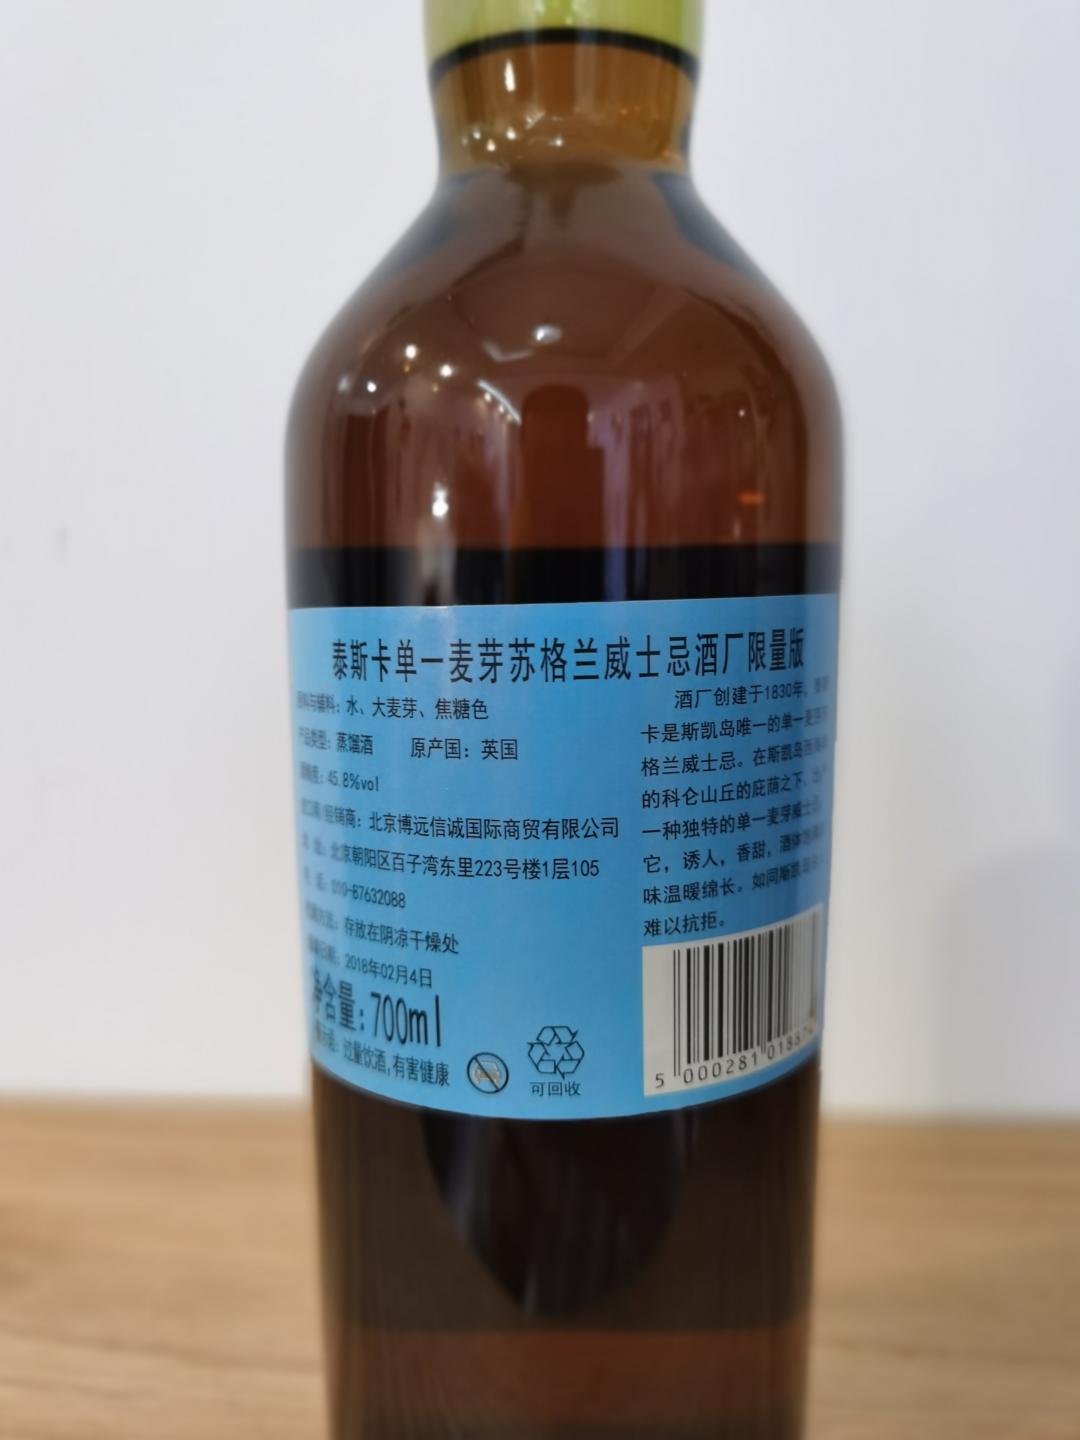 泰斯卡单一麦芽苏格兰威士忌酒厂限量版
原料与辅料：水、大麦芽、焦糖色
产品类型：蒸馏酒 原产国：英国
酒精度：45.8%vol
进口商/经销商：北京博远信诚国际商贸有限公司
地 址：北京朝阳区百子湾东里223号楼1层105
电 话：010-87632088
存放在阴凉干燥处
日期：2018年02月4日
净含量：700ml
过量饮酒,有害健康
可回收
酒厂创建于1830年，
卡是斯凯岛唯一的单一麦芽
格兰威士忌。在斯凯岛西海
的科仑山丘的庇荫之下，
一种独特的单一麦芽威士忌
它，诱人，香甜，酒体
味温暖绵长。如同斯凯
难以抗拒。
5 000281 01887